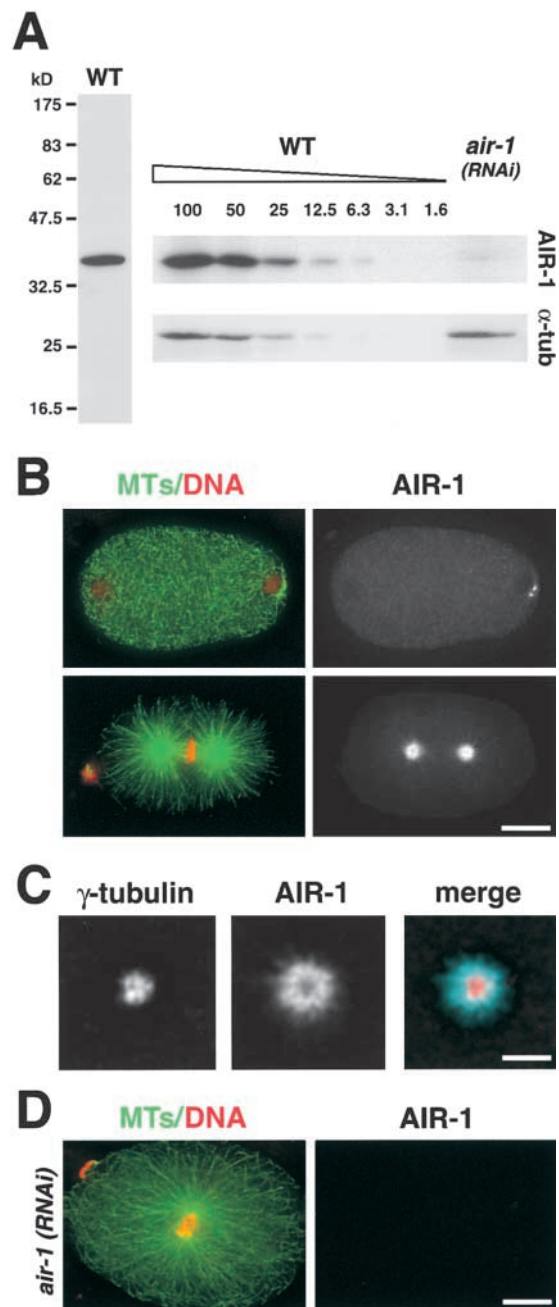 A
kD
WT
175
83
62
47.5
32.5
25
16.5
WT
air-1
(RNAi)
100 50 25 12.5 6.3 3.1 1.6
AIR-1
α-tub
B
MTs/DNA
AIR-1
C
γ-tubulin
AIR-1
merge
D
MTs/DNA
AIR-1
air-1 (RNAi)